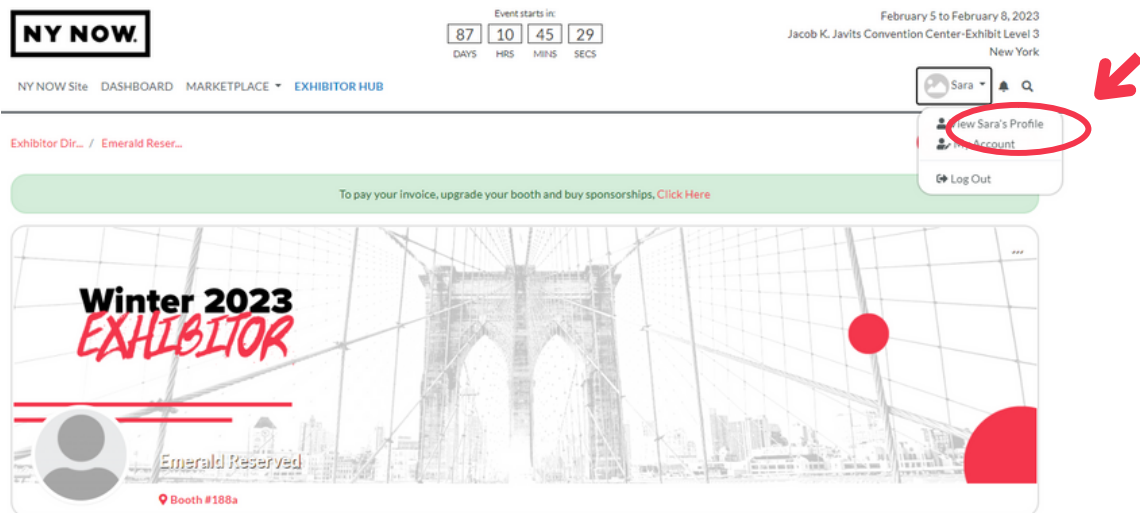 NY NOW.
Event starts in:
87 10 45 29
DAYS HRS MINS SECS
February 5 to February 8, 2023
Jacob K. Javits Convention Center-Exhibit Level 3
New York
NY NOW Site DASHBOARD MARKETPLACE EXHIBITOR HUB
Sara
View Sara's Profile
My Account
Log Out
Exhibitor Dir... / Emerald Reser...
To pay your invoice, upgrade your booth and buy sponsorships, Click Here
...
Winter 2023
EXHIBITOR
Emerald Reserved
Booth #188a